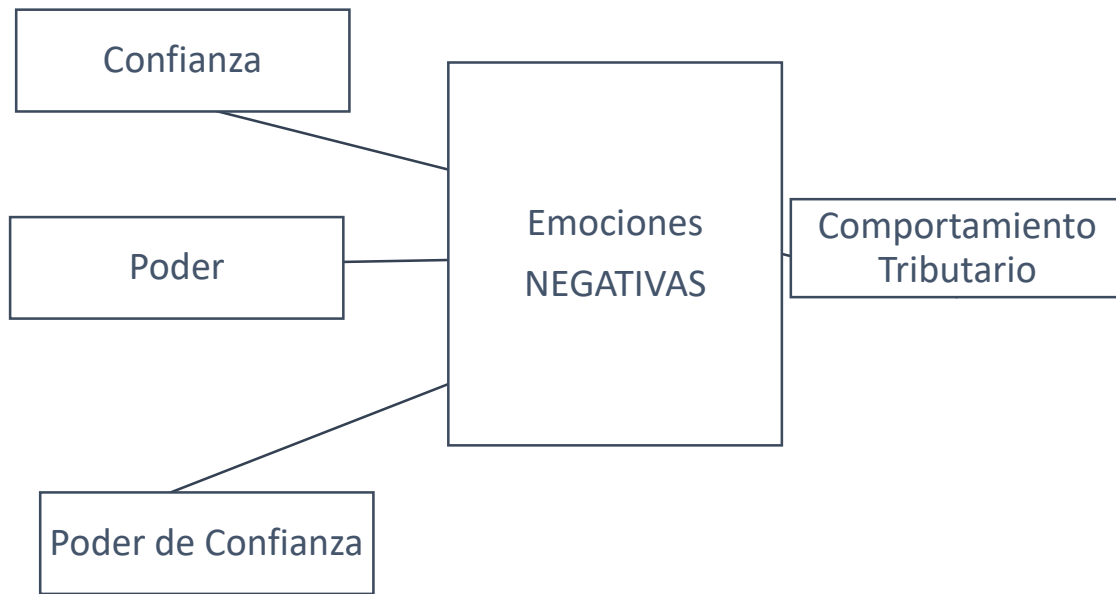 Confianza
Poder
Poder de Confianza
Emociones
NEGATIVAS
Comportamiento
Tributario